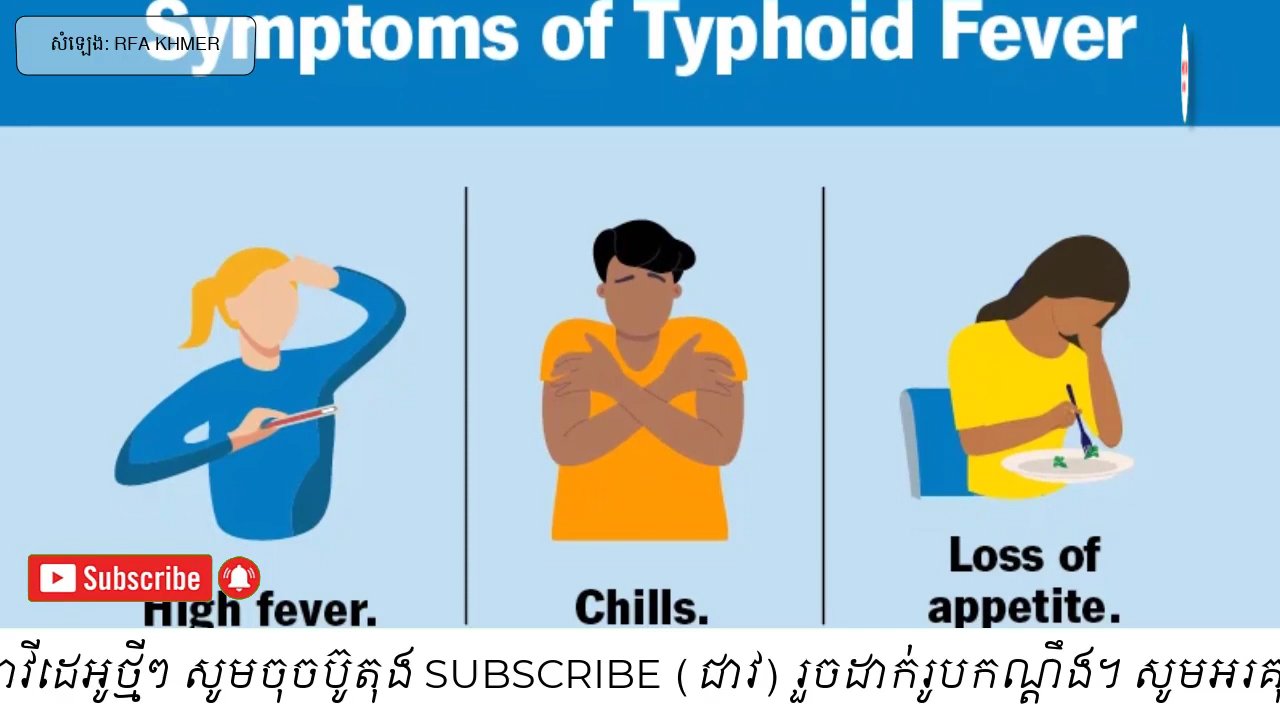 Symptoms of Typhoid Fever
សំឡេង: RFA KHMER
High fever.
Chills.
Loss of
appetite.
Subscribe
វីដេអូថ្មីៗ សូមចុចប៊ូតុង SUBSCRIBE (ជាវ) រួចដាក់រូបកណ្ដឹង។ សូមអរគុ